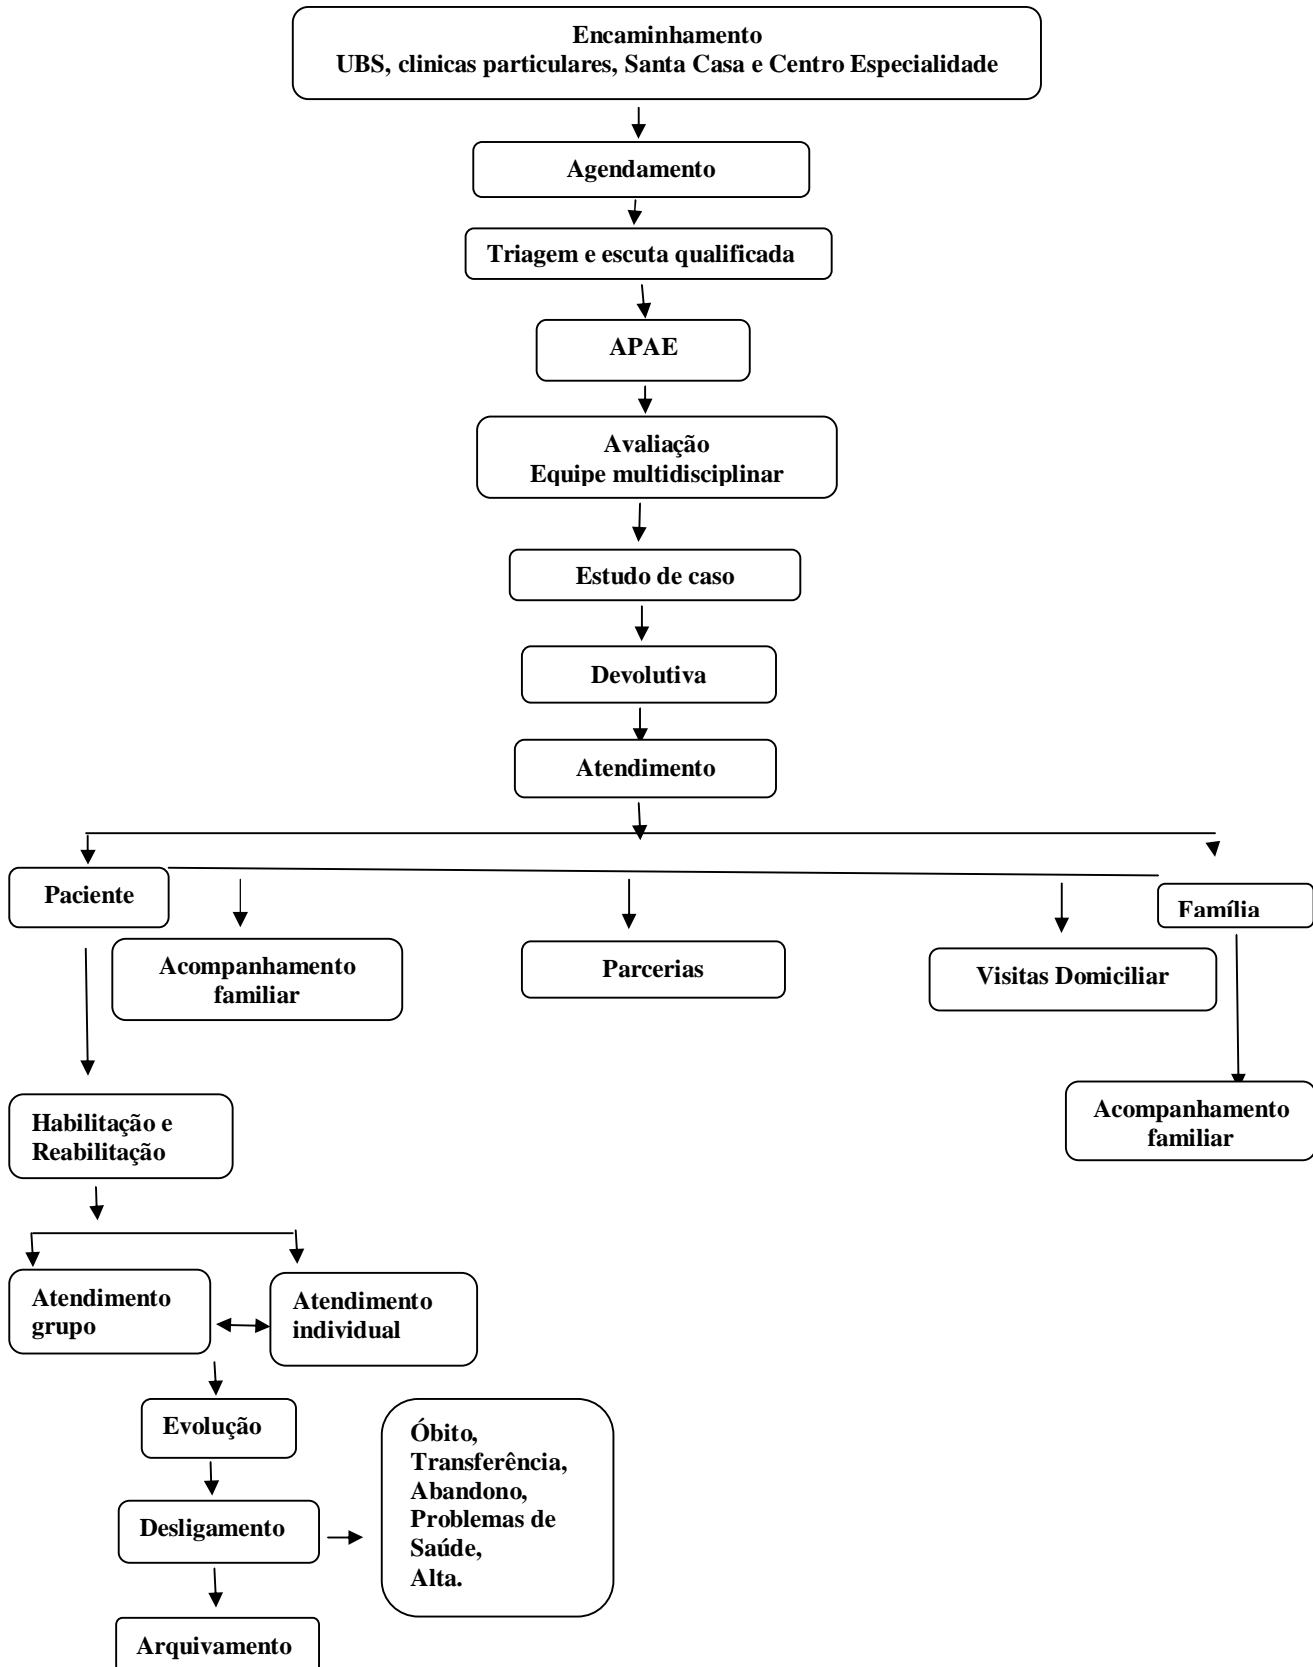 Encaminhamento
UBS, clinicas particulares, Santa Casa e Centro Especialidade
Agendamento
Triagem e escuta qualificada
APAE
Avaliação
Equipe multidisciplinar
Estudo de caso
Devolutiva
Atendimento
Paciente
Família
Acompanhamento
familiar
Parcerias
Visitas Domiciliar
Habilitação e
Reabilitação
Acompanhamento
familiar
Atendimento
grupo
Atendimento
individual
Evolução
Óbito,
Transferência,
Abandono,
Problemas de
Saúde,
Alta.
Desligamento
Arquivamento